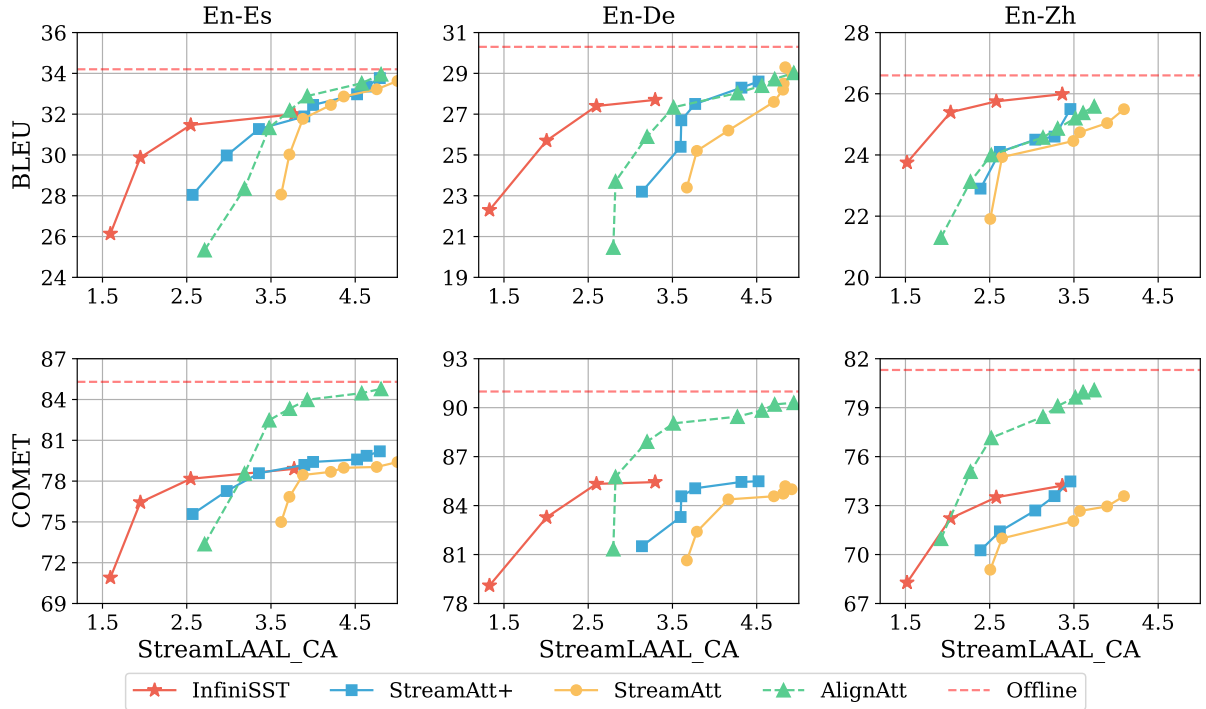 En-Es En-De En-Zh
36 31 28
34 29 26
32 27
30 25 24
28 23 22
26 21
24 19 20
BLEU
1.5 2.5 3.5 4.5 1.5 2.5 3.5 4.5 1.5 2.5 3.5 4.5
87 93 82
84 90 79
81 87 76
78 84 73
75 81 70
72 78 67
69
COMET
1.5 2.5 3.5 4.5 1.5 2.5 3.5 4.5 1.5 2.5 3.5 4.5
StreamLAAL_CA StreamLAAL_CA StreamLAAL_CA
InfiniSST StreamAtt+ StreamAtt AlignAtt Offline